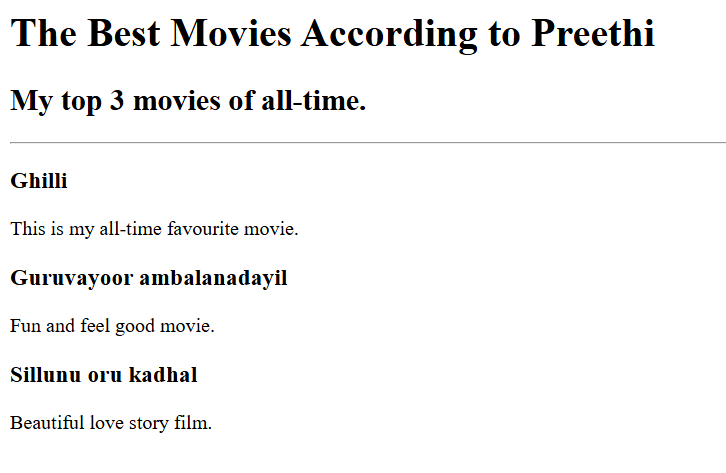 The Best Movies According to Preethi
My top 3 movies of all-time.
Ghilli
This is my all-time favourite movie.
Guruvayoor ambalanadayil
Fun and feel good movie.
Sillunu oru kadhal
Beautiful love story film.